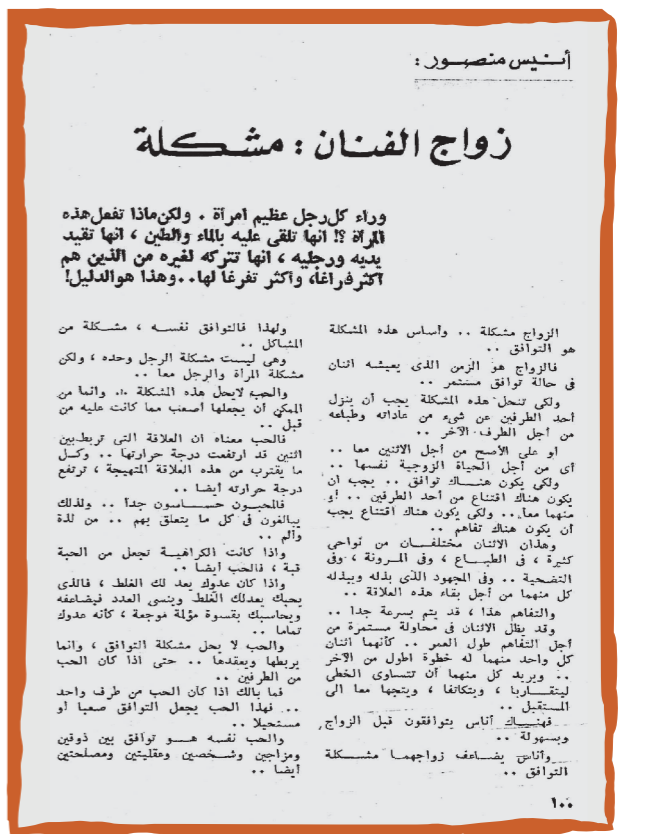 أنيس منصور :
زواج الفنان : مشكلة
وراء كل رجل عظيم امرأة . ولكن ماذا تفعل هذه
المرأة ؟! انها تلقى عليه بالماء والطين ، انها تقيد
يديه ورجليه ، انها تتركه لغيره من الذين هم
أكثر فراغا، وأكثر تفرغا لها.. وهذا هو الدليل!
الزواج مشكلة .. وأساس هذه المشكلة
هو التوافق ..
فالزواج هو الزمن الذى يعيشه اثنان
فى حالة توافق مستمر ..
ولكى تنحل هذه المشكلة يجب أن ينزل
أحد الطرفين عن شىء من عاداته وطباعه
من أجل الطرف الآخر ..
أو على الأصح من أجل الاثنين معا ..
أى من أجل الحياة الزوجية نفسها ..
ولكى يكون هناك توافق .. يجب أن
يكون هناك اقتناع من أحد الطرفين .. أو
منهما معا .. ولكى يكون هناك اقتناع يجب
أن يكون هناك تفاهم ..
وهذان الاثنان مختلفان من نواحى
كثيرة ، فى الطباع ، وفى المرونة ، وفى
التضحية .. وفى المجهود الذى بذله ويبذله
كل منهما من أجل بقاء هذه العلاقة ..
والتفاهم هذا ، قد يتم بسرعة جدا ..
وقد يظل الاثنان فى محاولة مستمرة من
أجل التفاهم طول العمر .. كأنهما اثنان
كل واحد منهما له خطوة أطول من الآخر
.. ويريد كل منهما أن تتساوى الخطى
ليتقاربا ، ويتكاتفا ، ويتجها معا الى
المستقبل ..
فهناك أناس يتوافقون قبل الزواج
وبسهولة ..
وأناس يضاعف زواجهما مشكلة
التوافق ..
ولهذا فالتوافق نفسه ، مشكلة من
المشاكل ..
وهى ليست مشكلة الرجل وحده ، ولكن
مشكلة المرأة والرجل معا ..
والحب لايحل هذه المشكلة .. وانما من
الممكن أن يجعلها أصعب مما كانت عليه من
قبل ..
فالحب معناه ان العلاقة التى تربط بين
اثنين قد ارتفعت درجة حرارتها .. وكل
ما يقترب من هذه العلاقة المتهيجة ، ترتفع
درجة حرارته أيضا ..
فالمحبون حساسون جدا .. ولذلك
يبالغون فى كل ما يتعلق بهم .. من لذة
وألم ..
واذا كانت الكراهية تجعل من الحبة
قبة ، فالحب أيضا ..
واذا كان عدوك يعد لك الغلط ، فالذى
يحبك يعد لك الغلط وينسى العدد فيضاعفه
ويحاسبك بقسوة مؤلمة موجعة ، كأنه عدوك
تماما ..
والحب لا يحل مشكلة التوافق ، وانما
يربطها ويعقدها .. حتى اذا كان الحب
من الطرفين ..
فما بالك اذا كان الحب من طرف واحد
.. فهذا الحب يجعل التوافق صعبا أو
مستحيلا ..
والحب نفسه هو توافق بين ذوقين
ومزاجين وشخصين وعقليتين ومصلحتين
أيضا ..
١٠٠